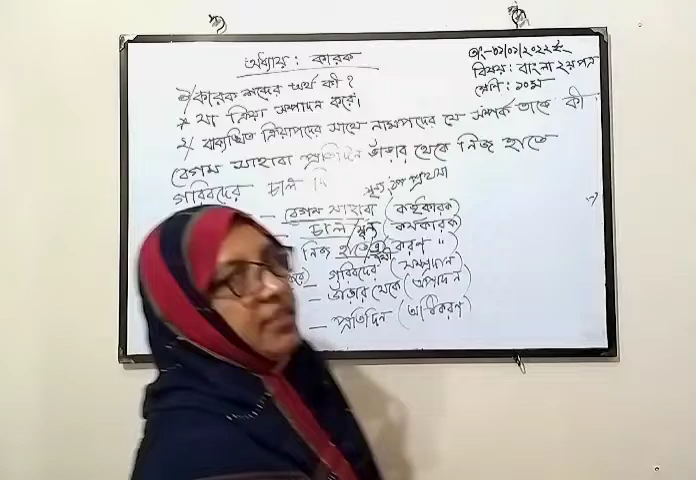 অধ্যায় : কারক
তাং-৩১/০১/২০২২ইং
বিষয় : বাংলা ২য় পত্র
শ্রেণি : ১০ম
১/ কারক শব্দের অর্থ কী ?
* যা ক্রিয়া সম্পাদন করে।
২/ বাক্যস্থিত ক্রিয়াপদের সাথে নামপদের যে সম্পর্ক তাকে কী
বেগম সাহারা প্রতিদিন ভাঁড়ার থেকে নিজ হাতে
গরিবদের চাল দি
শূন্য
— বেগম সাহারা (কর্তৃকারক)
— চাল/শূন্য (কর্মকারক)
নিজ হাতে করণ "
গরিবদের (সম্প্রদান)
— ভাঁড়ার থেকে (অপাদান)
— প্রতিদিন (অধিকরণ)